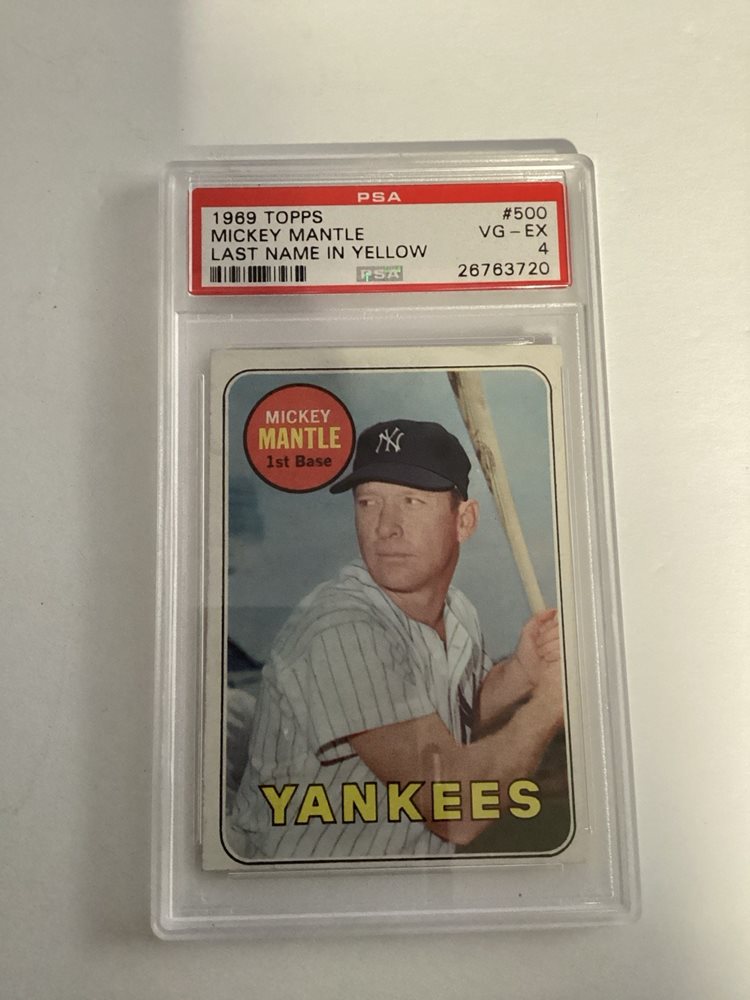 PSA
1969 TOPPS #500
MICKEY MANTLE VG-EX
LAST NAME IN YELLOW 4
PSA 26763720
MICKEY
MANTLE
1st Base
NY
YANKEES